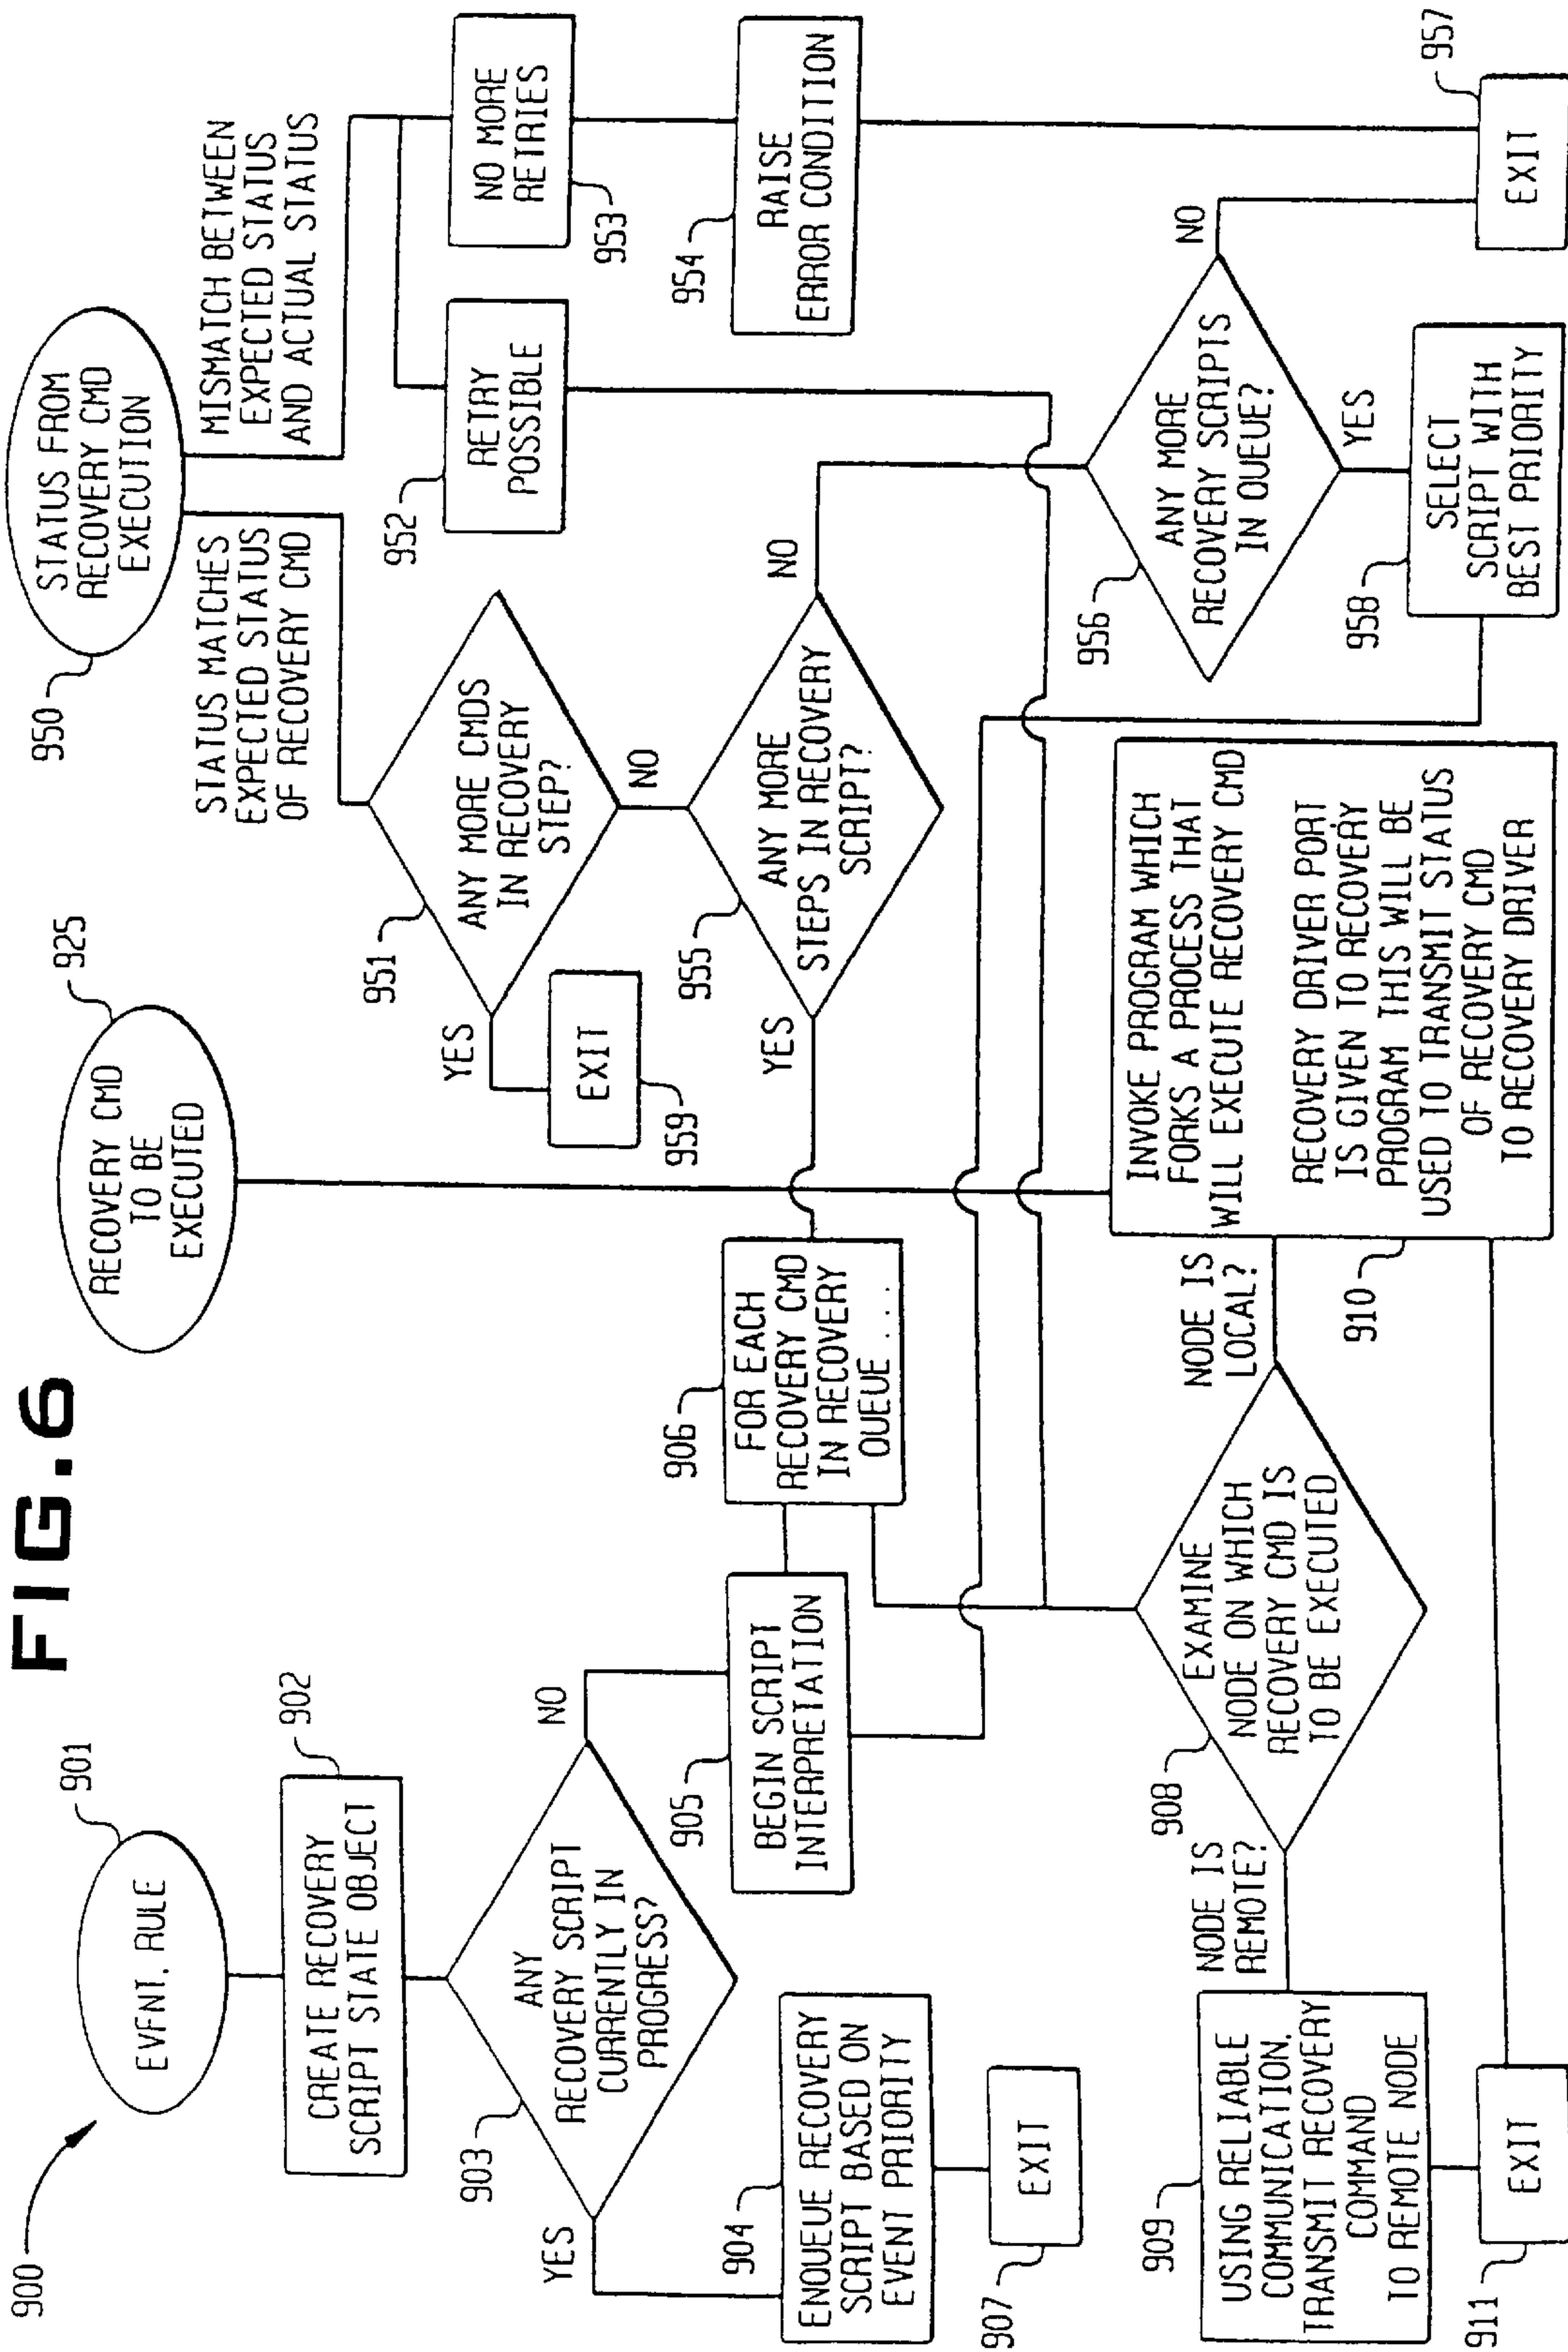 FIG.6
900
EVFNT, RULE
901
CREATE RECOVERY
SCRIPT STATE OBJECT
902
ANY
RECOVERY SCRIPT
CURRENTLY IN
PROGRESS?
903
YES
NO
ENQUEUE RECOVERY
SCRIPT BASED ON
EVENT PRIORITY
904
EXIT
907
BEGIN SCRIPT
INTERPRETATION
905
FOR EACH
RECOVERY CMD
IN RECOVERY
QUEUE ....
906
EXAMINE
NODE ON WHICH
RECOVERY CMD IS
TO BE EXECUTED
908
NODE IS
REMOTE?
NODE IS
LOCAL?
USING RELIABLE
COMMUNICATION,
TRANSMIT RECOVERY
COMMAND
TO REMOTE NODE
909
EXIT
911
RECOVERY CMD
TO BE
EXECUTED
925
INVOKE PROGRAM WHICH
FORKS A PROCESS THAT
WILL EXECUTE RECOVERY CMD
RECOVERY DRIVER PORT
IS GIVEN TO RECOVERY
PROGRAM THIS WILL BE
USED TO TRANSMIT STATUS
OF RECOVERY CMD
TO RECOVERY DRIVER
910
STATUS FROM
RECOVERY CMD
EXECUTION
950
STATUS MATCHES
EXPECTED STATUS
OF RECOVERY CMD
MISMATCH BETWEEN
EXPECTED STATUS
AND ACTUAL STATUS
ANY MORE CMDS
IN RECOVERY
STEP?
951
YES
NO
EXIT
959
RETRY
POSSIBLE
952
NO MORE
RETRIES
953
RAISE
ERROR CONDITION
954
ANY MORE
STEPS IN RECOVERY
SCRIPT?
955
YES
NO
ANY MORE
RECOVERY SCRIPTS
IN QUEUE?
956
NO
YES
SELECT
SCRIPT WITH
BEST PRIORITY
958
EXIT
957